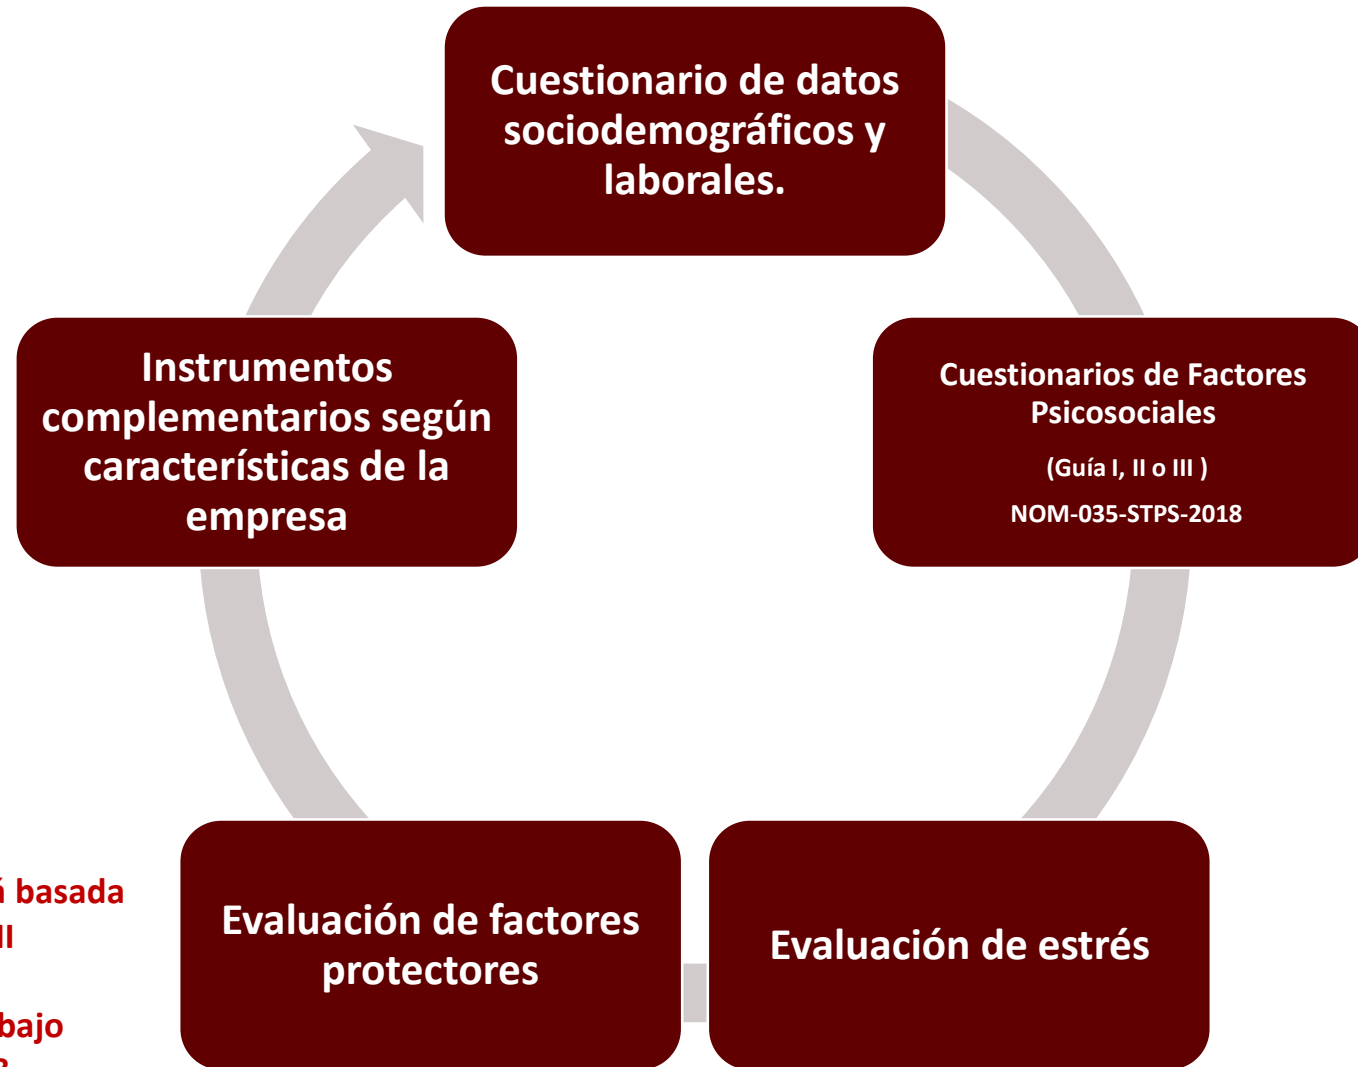 Cuestionario de datos
sociodemográficos y
laborales.
Cuestionarios de Factores
Psicosociales
(Guía I, II o III )
NOM-035-STPS-2018
Evaluación de estrés
Evaluación de factores
protectores
Instrumentos
complementarios según
características de la
empresa
basada